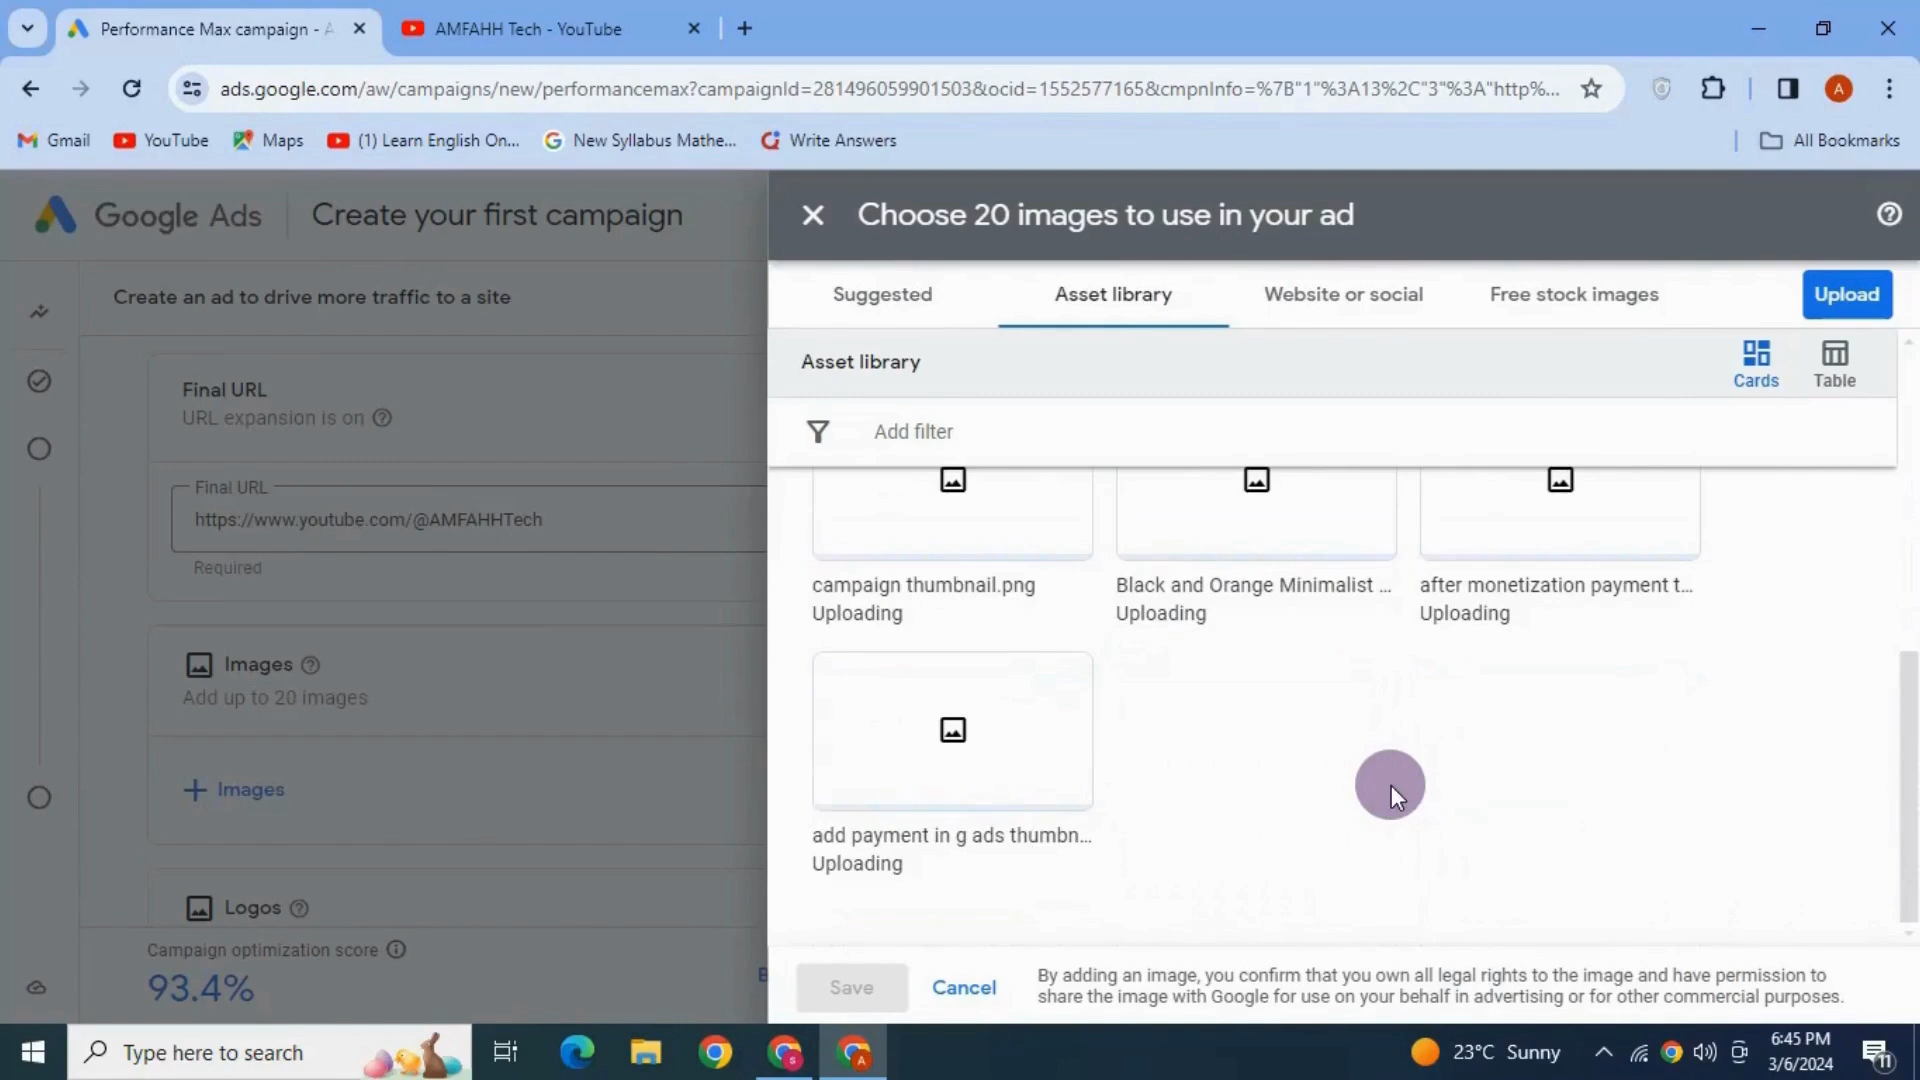 Performance Max campaign - A
AMFAHH Tech - YouTube
ads.google.com/aw/campaigns/new/performancemax?campaignId=281496059901503&ocid=1552577165&cmpnInfo=%7B"1"%3A13%2C"3"%3A"http%...
A
Gmail
YouTube
Maps
(1) Learn English On...
New Syllabus Mathe...
Write Answers
All Bookmarks
Google Ads
Create your first campaign
Create an ad to drive more traffic to a site
Final URL
URL expansion is on
Final URL
https://www.youtube.com/@AMFAHHTech
Required
Images
Add up to 20 images
+ Images
Logos
Campaign optimization score
93.4%
Choose 20 images to use in your ad
Suggested
Asset library
Website or social
Free stock images
Upload
Asset library
Cards
Table
Add filter
campaign thumbnail.png
Uploading
Black and Orange Minimalist ...
Uploading
after monetization payment t...
Uploading
add payment in g ads thumbn...
Uploading
Save
Cancel
By adding an image, you confirm that you own all legal rights to the image and have permission to
share the image with Google for use on your behalf in advertising or for other commercial purposes.
Type here to search
S
A
23°C Sunny
6:45 PM
3/6/2024
11